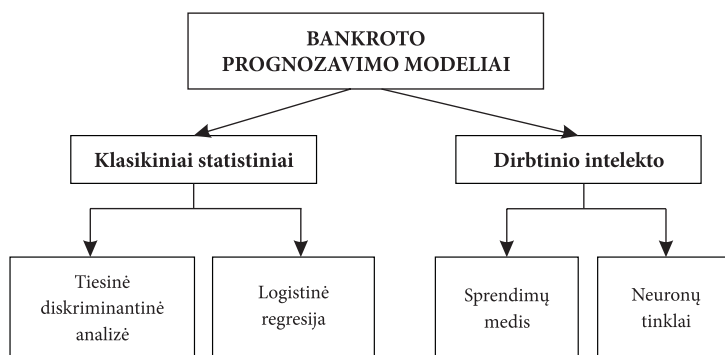 BANKROTO
PROGNOZAVIMO MODELIAI
Klasikiniai statistiniai
Dirbtinio intelekto
Tiesinė
diskriminantinė
analizė
Logistinė
regresija
Sprendimų
medis
Neuronų
tinklai